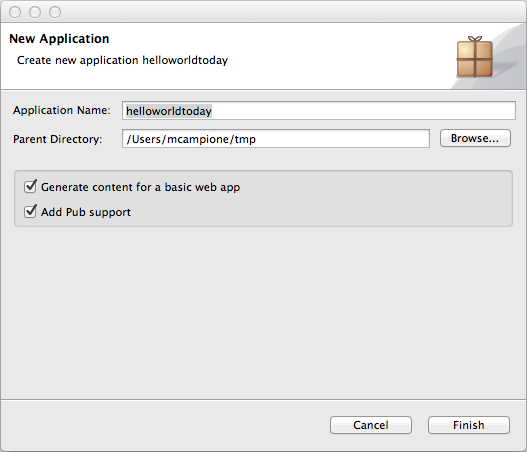 New Application
Create new application helloworldtoday
Application Name: helloworldtoday
Parent Directory: /Users/mcampione/tmp Browse...
Generate content for a basic web app
Add Pub support
Cancel Finish